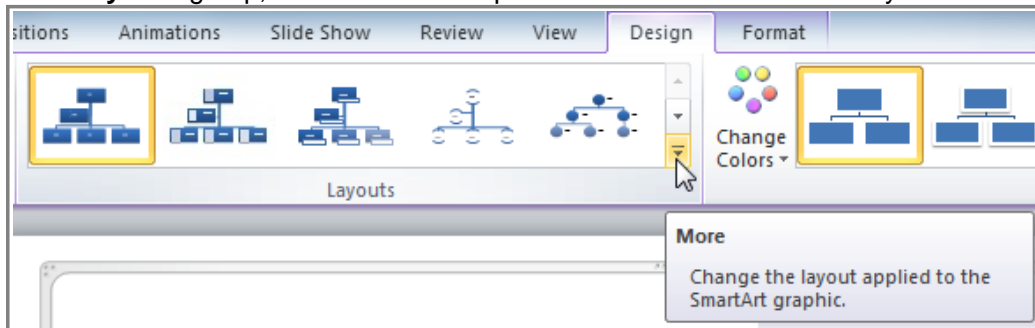 sitions Animations Slide Show Review View Design Format
Change
Colors
Layouts
More
Change the layout applied to the
SmartArt graphic.